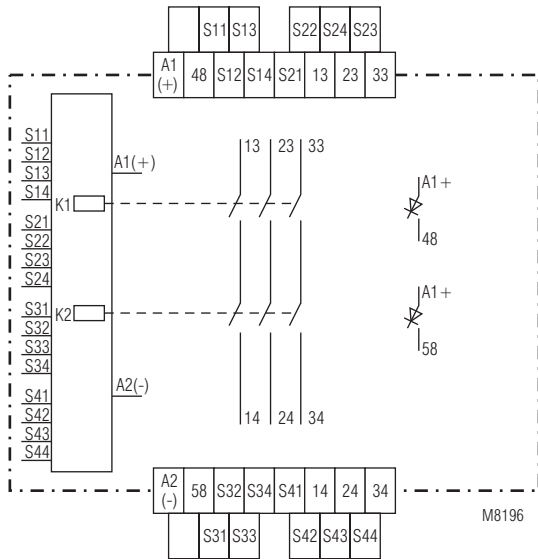 S11 S13 S22 S24 S23
A1 (+) 48 S12 S14 S21 13 23 33
S11
S12
S13
S14
A1(+)
K1
S21
S22
S23
S24
S31
K2
S32
S33
S34
A2(-)
S41
S42
S43
S44
13 23 33
14 24 34
A1+
48
A1+
58
A2 (-) 58 S32 S34 S41 14 24 34
S31 S33 S42 S43 S44
M8196